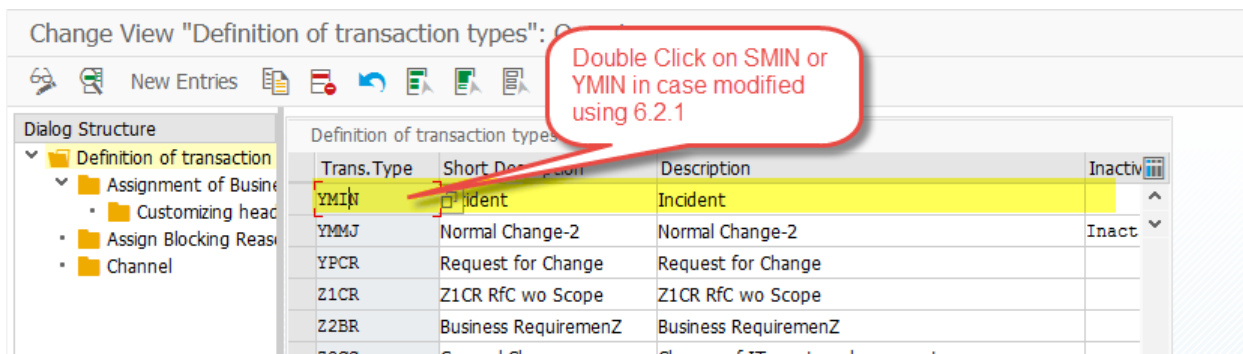 Change View "Definition of transaction types":
Double Click on SMIN or
YMIN in case modified
using 6.2.1
New Entries
Dialog Structure
Definition of transaction
Assignment of Busine
Customizing head
Assign Blocking Reas
Channel
Definition of transaction types
Trans.Type Short Description Description Inactiv
YMIN Incident Incident
YMMJ Normal Change-2 Normal Change-2 Inact
YPCR Request for Change Request for Change
Z1CR Z1CR RfC wo Scope Z1CR RfC wo Scope
Z2BR Business RequiremenZ Business RequiremenZ